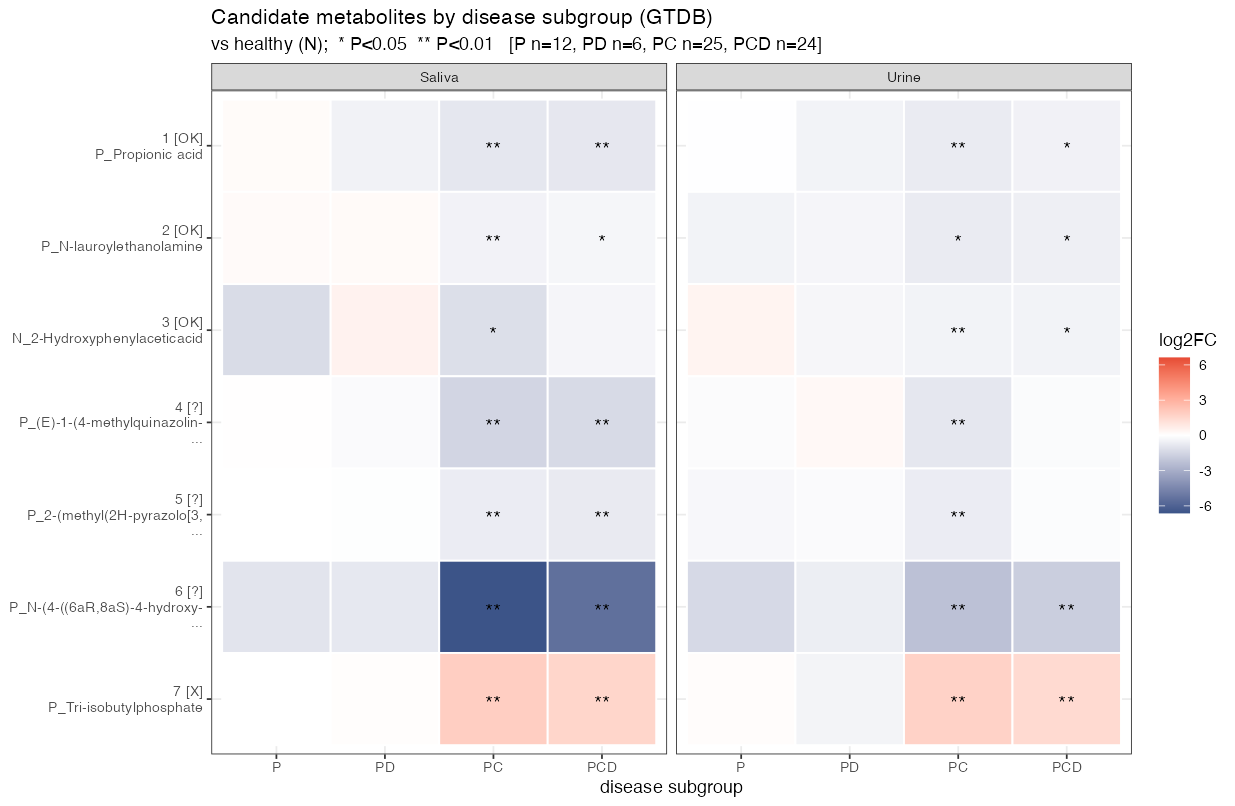 Candidate metabolites by disease subgroup (GTDB)
vs healthy (N);  * P<0.05  ** P<0.01   [P n=12, PD n=6, PC n=25, PCD n=24]
Saliva
Urine
1 [OK]
P_Propionic acid
** ** ** *
2 [OK]
P_N-lauroylethanolamine
** * * *
3 [OK]
N_2-Hydroxyphenylaceticacid
* ** *
4 [?]
P_(E)-1-(4-methylquinazolin-
...
** ** **
5 [?]
P_2-(methyl(2H-pyrazolo[3,
...
** ** **
6 [?]
P_N-(4-((6aR,8aS)-4-hydroxy-
...
** ** ** **
7 [X]
P_Tri-isobutylphosphate
** ** ** **
P PD PC PCD
P PD PC PCD
disease subgroup
log2FC
6
3
0
-3
-6